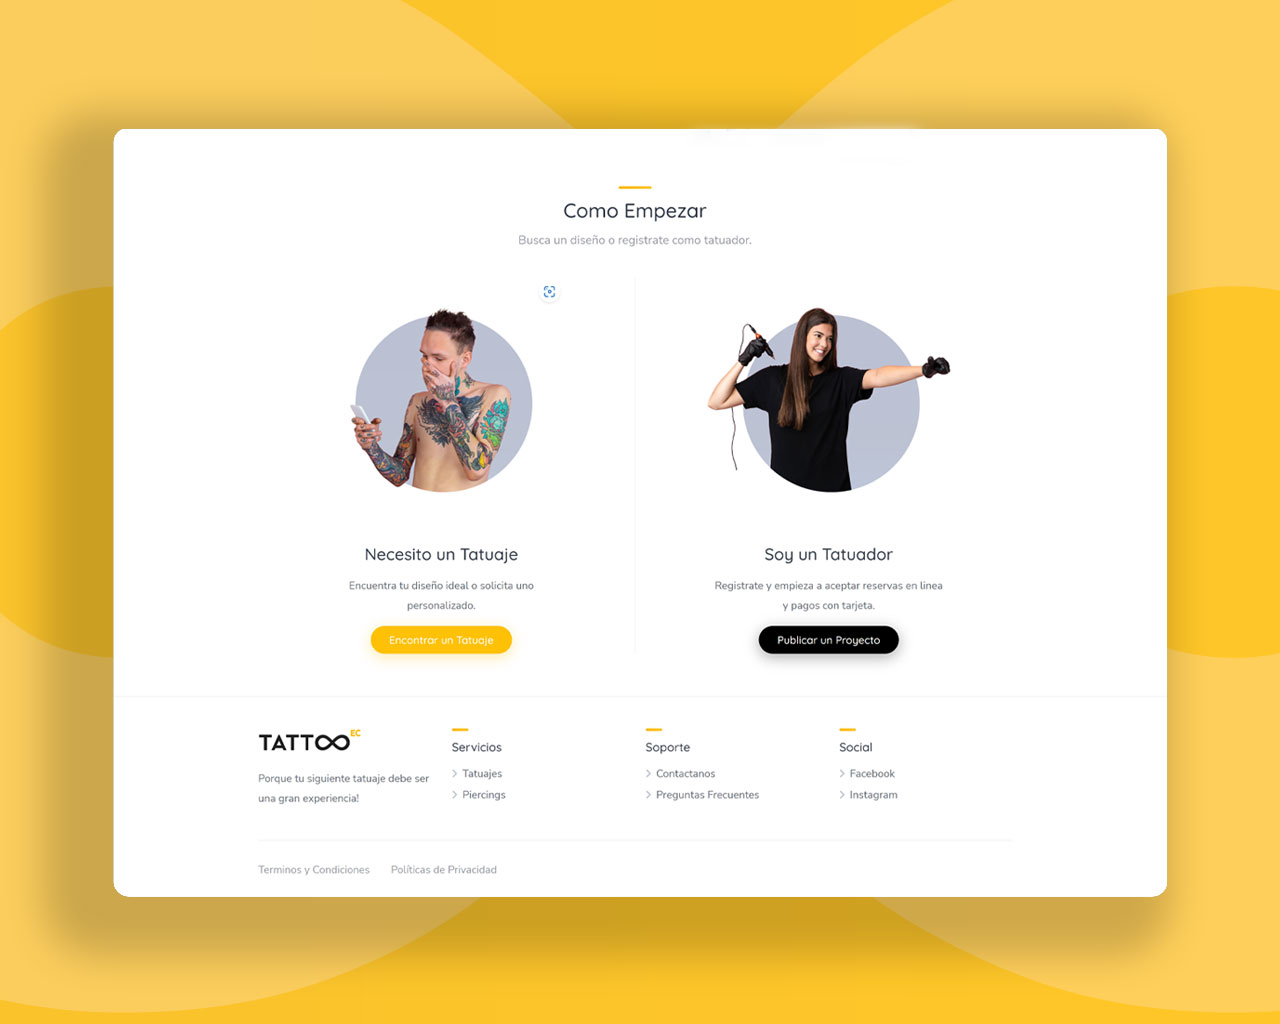 Como Empezar
Busca un diseño o registrate como tatuador.
Necesito un Tatuaje
Encuentra tu diseño ideal o solicita uno
personalizado.
Encontrar un Tatuaje
Soy un Tatuador
Registrate y empieza a aceptar reservas en linea
y pagos con tarjeta.
Publicar un Proyecto
TATTOO EC
Porque tu siguiente tatuaje debe ser
una gran experiencia!
Servicios
Tatuajes
Piercings
Soporte
Contactanos
Preguntas Frecuentes
Social
Facebook
Instagram
Terminos y Condiciones
Políticas de Privacidad